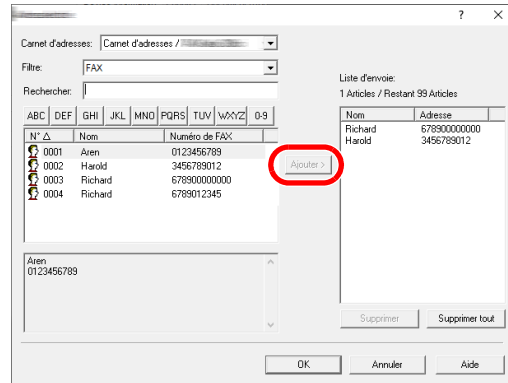 ?
Carnet d'adresses: Carnet d'adresses /
Filtre: FAX
Rechercher:
ABC DEF GHI JKL MNO PQRS TUV WXYZ 0-9
N° Nom Numéro de FAX
0001 Aren 0123456789
0002 Harold 3456789012
0003 Richard 678900000000
0004 Richard 6789012345
Aren
0123456789
Ajouter >
Liste d'envoie:
1 Articles / Restant 99 Articles
Nom Adresse
Richard 678900000000
Harold 3456789012
Supprimer Supprimer tout
OK Annuler Aide